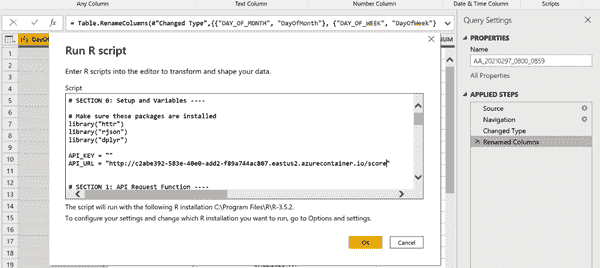 Any Column
Text Column
Number Column
Date & Time Column
Scripts
= Table.RenameColumns(#"Changed Type",{{"DAY_OF_MONTH", "DayOfMonth"}, {"DAY_OF_WEEK", "DayOfWeek"}
Query Settings
PROPERTIES
Name
AA_20210297_0800_0859
All Properties
APPLIED STEPS
Source
Navigation
Changed Type
Renamed Columns
Run R script
Enter R scripts into the editor to transform and shape your data.
Script
# SECTION 0: Setup and Variables ----
# Make sure these packages are installed
library("httr")
library("rjson")
library("dplyr")
API_KEY = ""
API_URL = "http://c2abe392-583e-40e0-add2-f89a744ac807.eastus2.azurecontainer.io/score"
# SECTION 1: API Request Function ----
The script will run with the following R installation C:\Program Files\R\R-3.5.2.
To configure your settings and change which R installation you want to run, go to Options and settings.
OK
Cancel